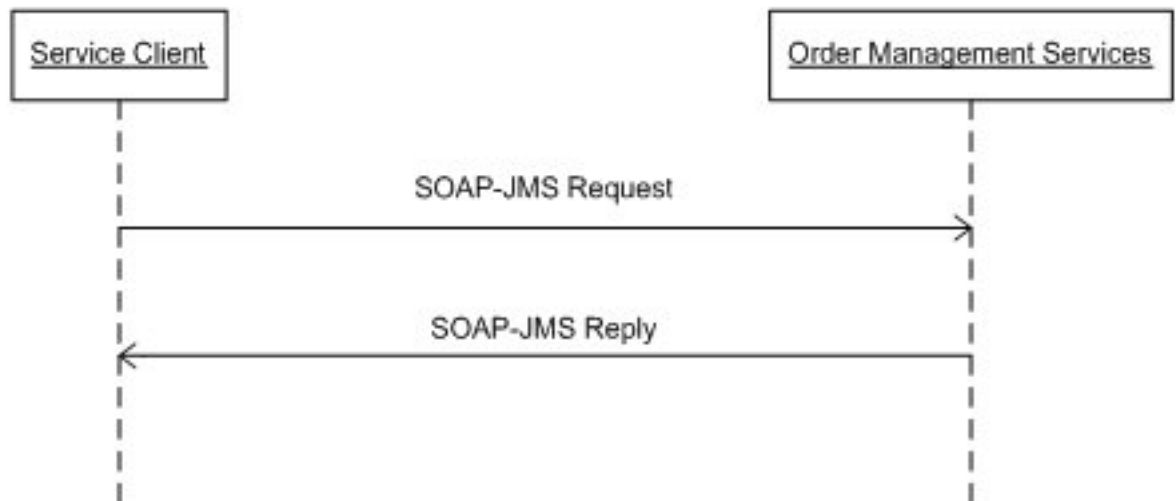 Service Client
Order Management Services
SOAP-JMS Request
SOAP-JMS Reply